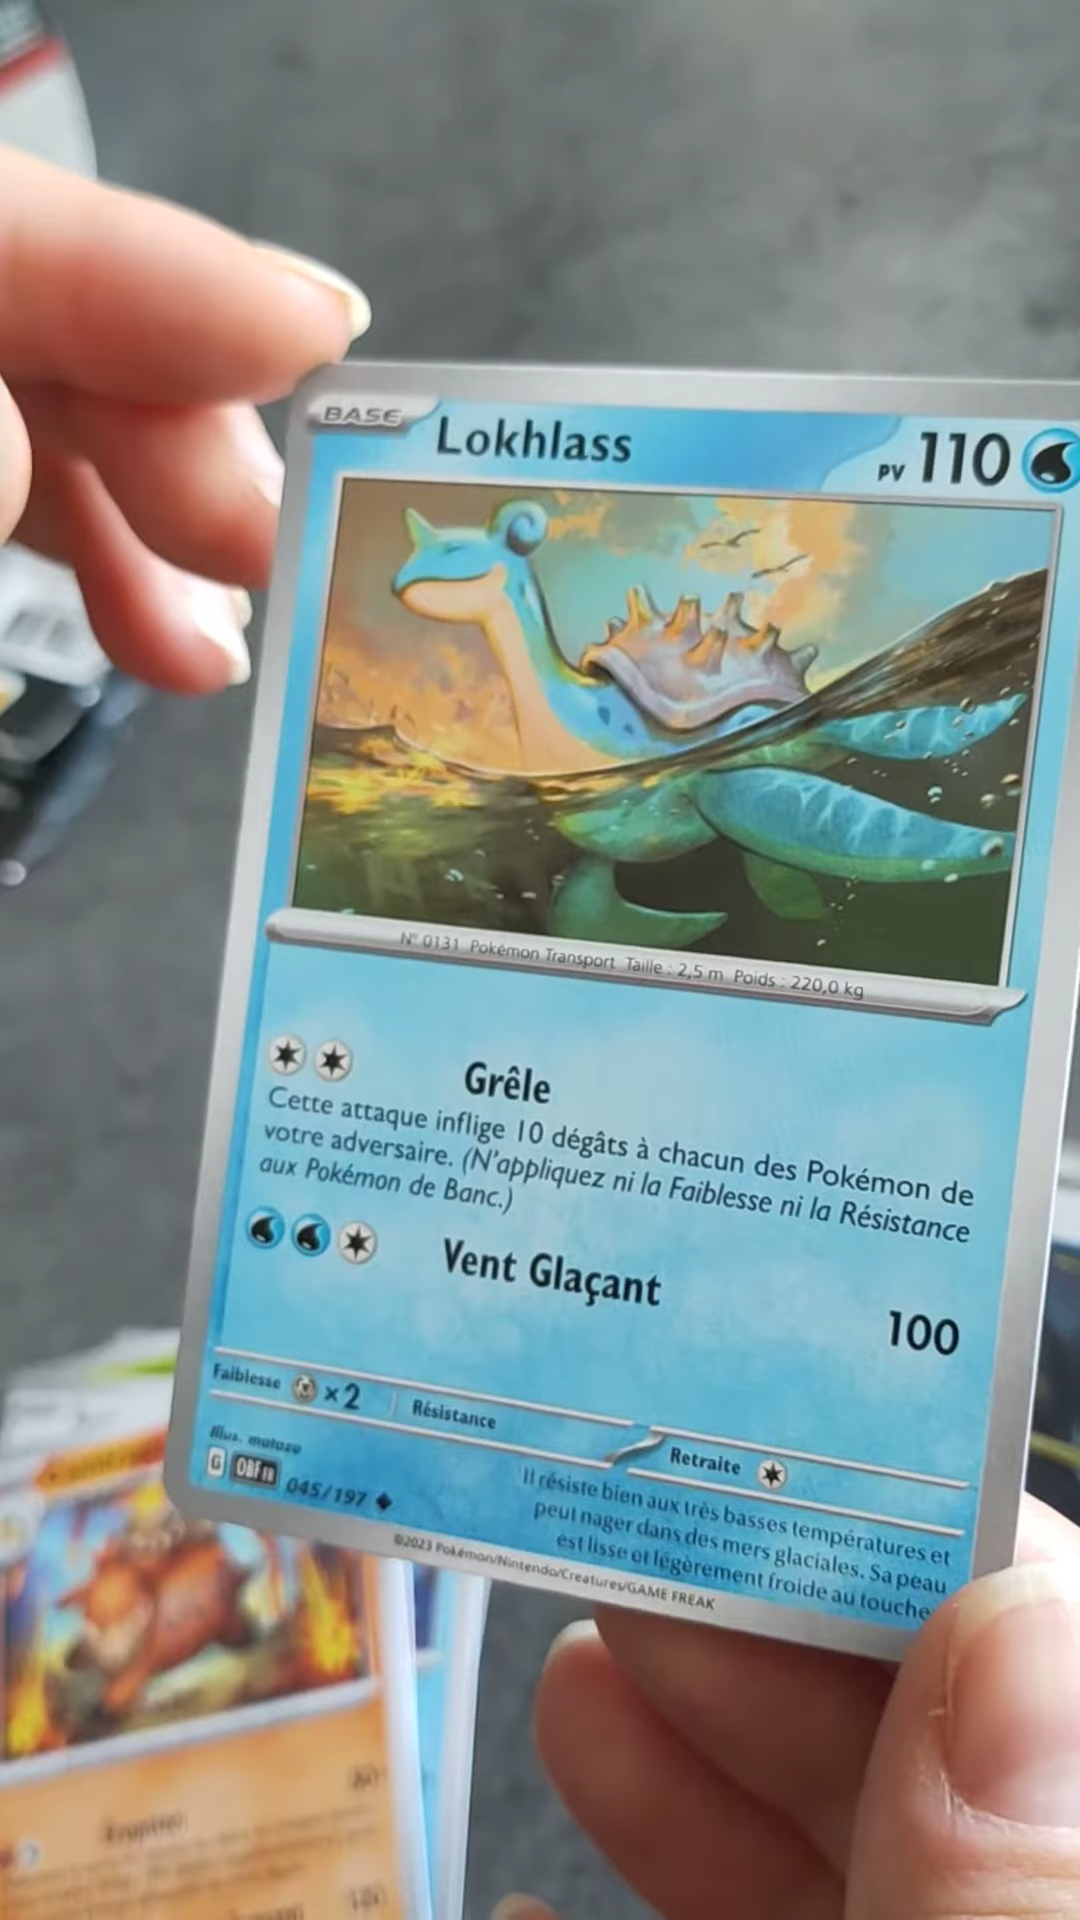 BASE
Lokhlass
PV 110
N° 0131 Pokémon Transport Taille : 2,5 m Poids : 220,0 kg
Grêle
Cette attaque inflige 10 dégâts à chacun des Pokémon de
votre adversaire. (N'appliquez ni la Faiblesse ni la Résistance
aux Pokémon de Banc.)
Vent Glaçant
100
Faiblesse ×2 Résistance
Retraite
Illus. matazo
G OBF FR 045/197
Il résiste bien aux très basses températures et
peut nager dans des mers glaciales. Sa peau
est lisse et légèrement froide au touche
©2023 Pokémon/Nintendo/Creatures/GAME FREAK